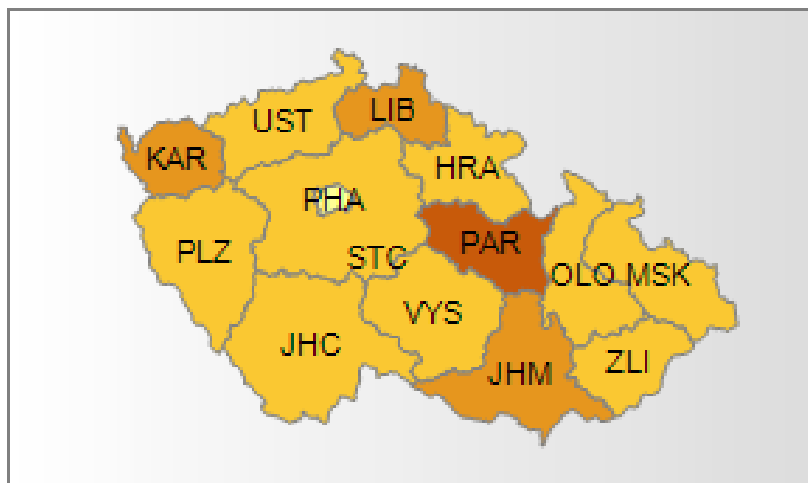 UST
LIB
KAR
HRA
PHA
PAR
PLZ
STC
OLO
MSK
VYS
JHC
ZLI
JHM